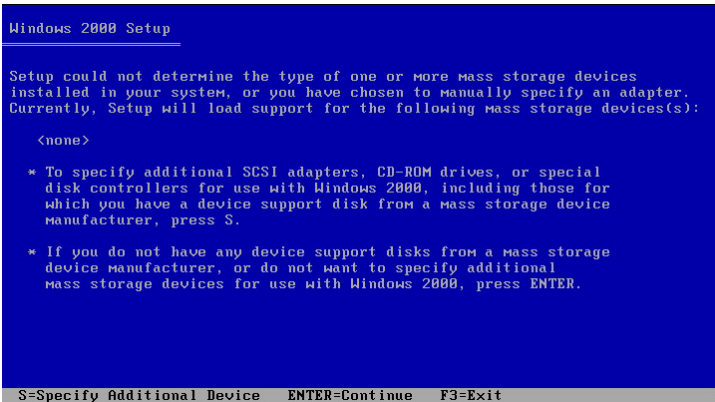 Windows 2000 Setup
Setup could not determine the type of one or more mass storage devices
installed in your system, or you have chosen to manually specify an adapter.
Currently, Setup will load support for the following mass storage devices(s):
<none>
* To specify additional SCSI adapters, CD-ROM drives, or special
disk controllers for use with Windows 2000, including those for
which you have a device support disk from a mass storage device
manufacturer, press S.
* If you do not have any device support disks from a mass storage
device manufacturer, or do not want to specify additional
mass storage devices for use with Windows 2000, press ENTER.
S=Specify Additional Device   ENTER=Continue   F3=Exit